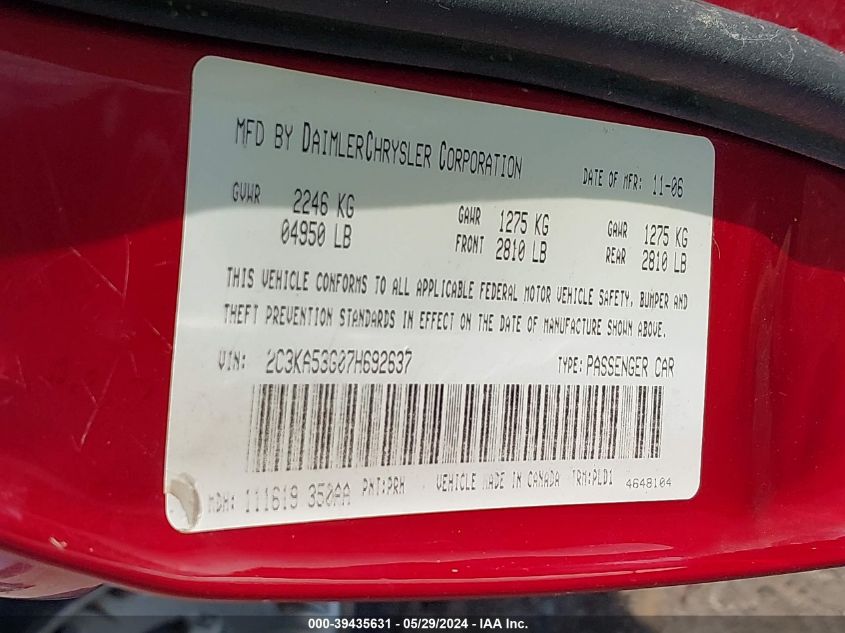 MFD BY DAIMLERCHRYSLER CORPORATION
DATE OF MFR: 11-06
GVWR 2246 KG
04950 LB
GAWR 1275 KG
FRONT 2810 LB
GAWR 1275 KG
REAR 2810 LB
THIS VEHICLE CONFORMS TO ALL APPLICABLE FEDERAL MOTOR VEHICLE SAFETY, BUMPER AND
THEFT PREVENTION STANDARDS IN EFFECT ON THE DATE OF MANUFACTURE SHOWN ABOVE.
VIN: 2C3KA53G07H692637
TYPE: PASSENGER CAR
MDH: 111619 350AA
PNT:PRH
VEHICLE MADE IN CANADA
TRM:PLD1
4648104
000-39435631 - 05/29/2024 - IAA Inc.